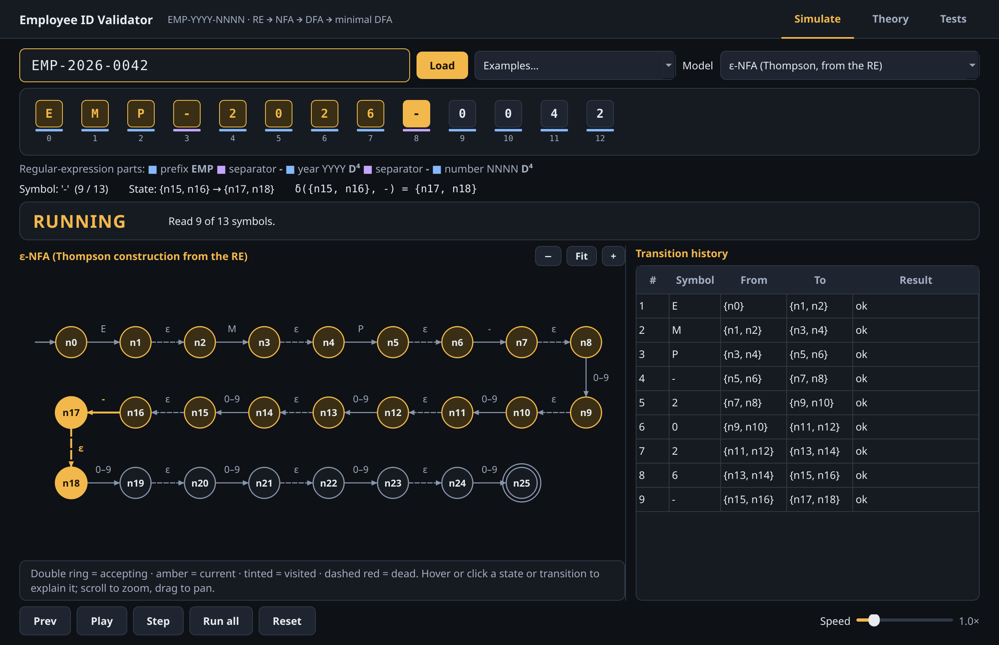 Employee ID Validator EMP-YYYY-NNNN · RE → NFA → DFA → minimal DFA Simulate Theory Tests
EMP-2026-0042 Load Examples... Model ε-NFA (Thompson, from the RE)
E M P - 2 0 2 6 - 0 0 4 2
0 1 2 3 4 5 6 7 8 9 10 11 12
Regular-expression parts: prefix EMP separator - year YYYY D⁴ separator - number NNNN D⁴
Symbol: '-' (9 / 13) State: {n15, n16} → {n17, n18} δ({n15, n16}, -) = {n17, n18}
RUNNING Read 9 of 13 symbols.
ε-NFA (Thompson construction from the RE) − Fit +
E ε M ε P ε - ε
n0 n1 n2 n3 n4 n5 n6 n7 n8
0–9
- ε 0–9 ε 0–9 ε 0–9 ε
n17 n16 n15 n14 n13 n12 n11 n10 n9
ε
0–9 ε 0–9 ε 0–9 ε 0–9
n18 n19 n20 n21 n22 n23 n24 n25
Double ring = accepting · amber = current · tinted = visited · dashed red = dead. Hover or click a state or transition to
explain it; scroll to zoom, drag to pan.
Transition history
# Symbol From To Result
1 E {n0} {n1, n2} ok
2 M {n1, n2} {n3, n4} ok
3 P {n3, n4} {n5, n6} ok
4 - {n5, n6} {n7, n8} ok
5 2 {n7, n8} {n9, n10} ok
6 0 {n9, n10} {n11, n12} ok
7 2 {n11, n12} {n13, n14} ok
8 6 {n13, n14} {n15, n16} ok
9 - {n15, n16} {n17, n18} ok
Prev Play Step Run all Reset Speed 1.0×